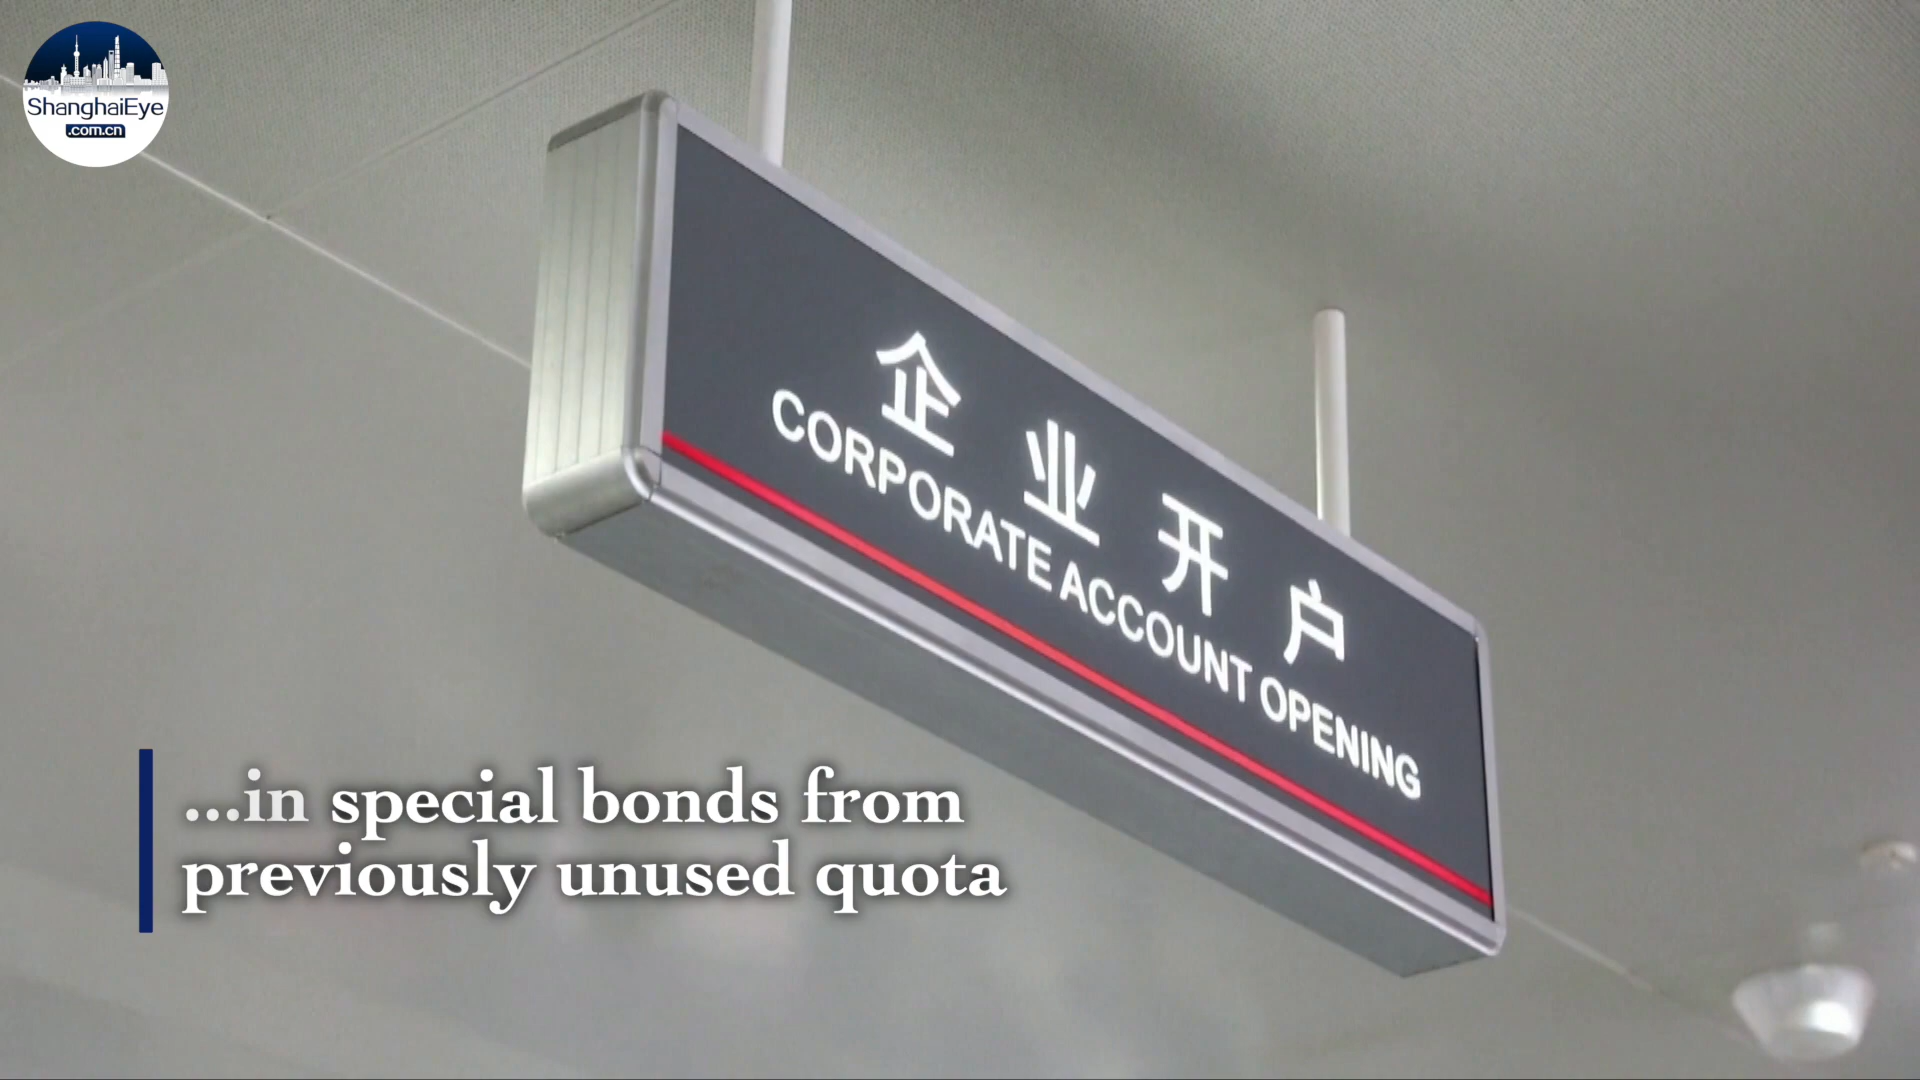 ShanghaiEye
.com.cn
企业开户
CORPORATE ACCOUNT OPENING
...in special bonds from
previously unused quota